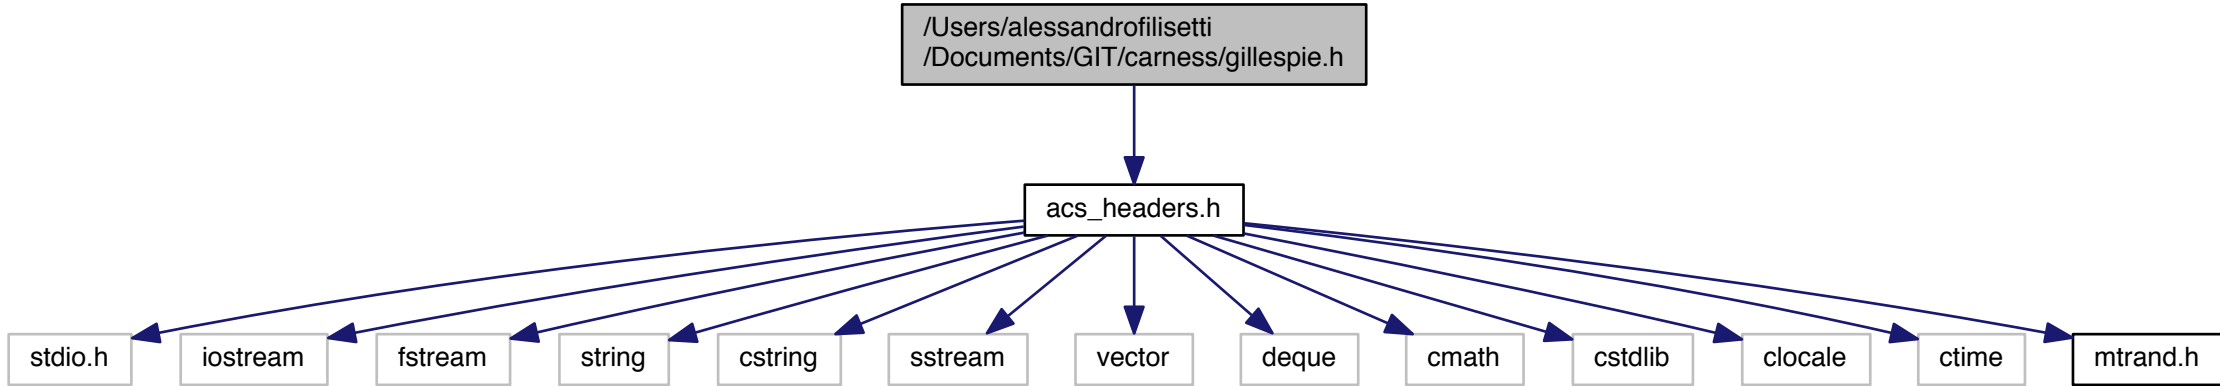 /Users/alessandrofilisetti
/Documents/GIT/carness/gillespie.h
acs_headers.h
stdio.h
iostream
fstream
string
cstring
sstream
vector
deque
cmath
cstdlib
clocale
ctime
mtrand.h